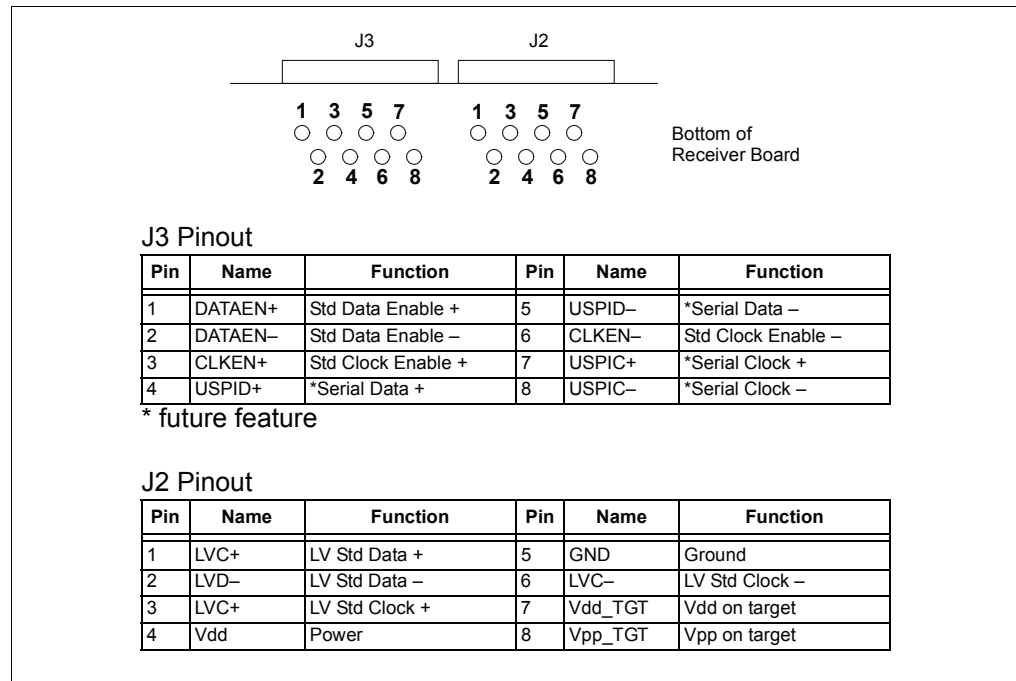 J3 J2
1 3 5 7 1 3 5 7
Bottom of
Receiver Board
2 4 6 8 2 4 6 8
J3 Pinout
Pin Name Function Pin Name Function
1 DATAEN+ Std Data Enable + 5 USPID– *Serial Data –
2 DATAEN– Std Data Enable – 6 CLKEN– Std Clock Enable –
3 CLKEN+ Std Clock Enable + 7 USPIC+ *Serial Clock +
4 USPID+ *Serial Data + 8 USPIC– *Serial Clock –
* future feature
J2 Pinout
Pin Name Function Pin Name Function
1 LVC+ LV Std Data + 5 GND Ground
2 LVD– LV Std Data – 6 LVC– LV Std Clock –
3 LVC+ LV Std Clock + 7 Vdd_TGT Vdd on target
4 Vdd Power 8 Vpp_TGT Vpp on target